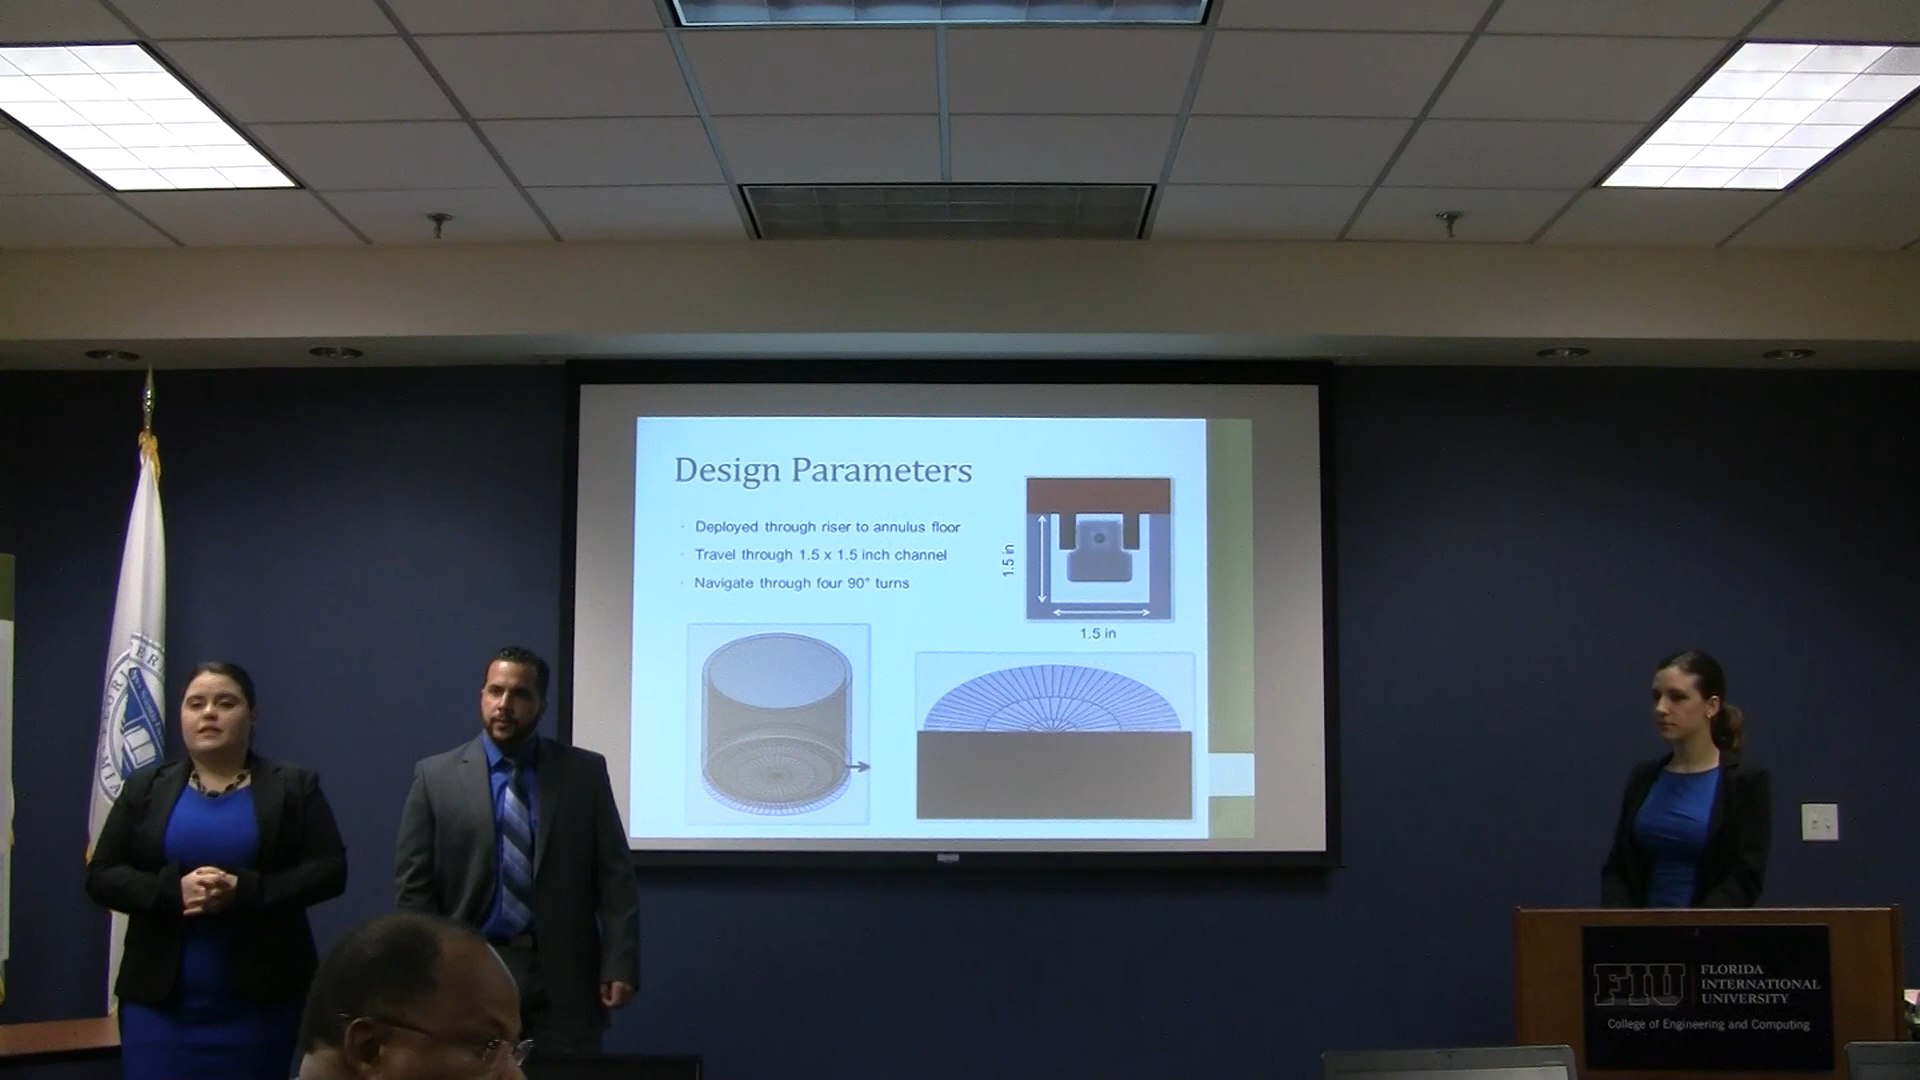 Design Parameters
Deployed through riser to annulus floor
Travel through 1.5 x 1.5 inch channel
Navigate through four 90° turns
1.5 in
1.5 in
FIU
FLORIDA
INTERNATIONAL
UNIVERSITY
College of Engineering and Computing